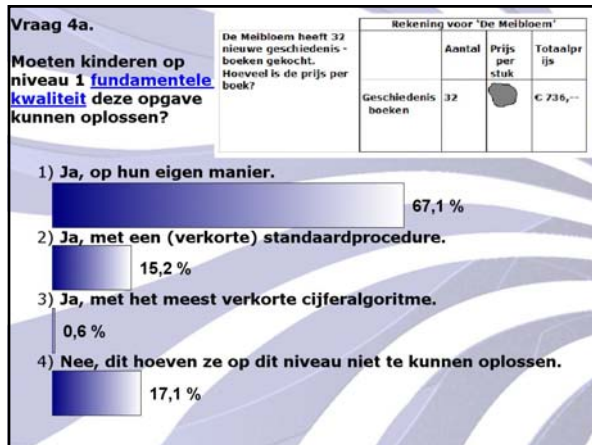 Vraag 4a.
Moeten kinderen op
niveau 1 fundamentele
kwaliteit deze opgave
kunnen oplossen?
De Meibloem heeft 32
nieuwe geschiedenis -
boeken gekocht.
Hoeveel is de prijs per
boek?
Rekening voor 'De Meibloem'
Aantal Prijs per stuk Totaalpr ijs
Geschiedenis boeken 32 € 736,--
1) Ja, op hun eigen manier.
67,1 %
2) Ja, met een (verkorte) standaardprocedure.
15,2 %
3) Ja, met het meest verkorte cijferalgoritme.
0,6 %
4) Nee, dit hoeven ze op dit niveau niet te kunnen oplossen.
17,1 %